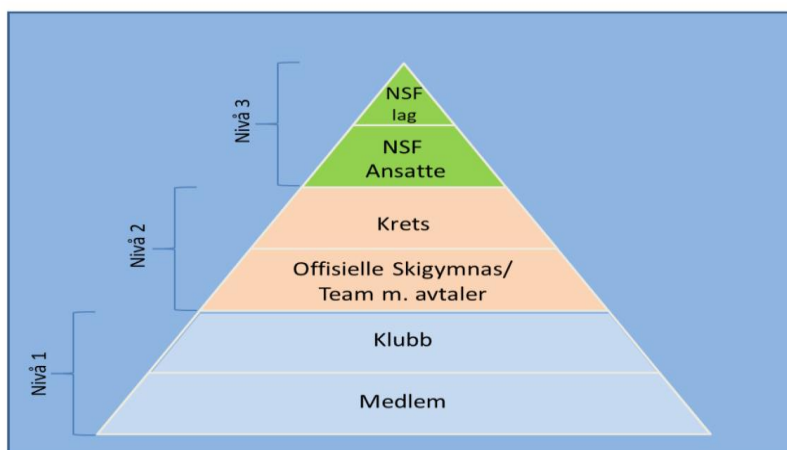 Nivå 3
NSF
lag
NSF
Ansatte
Nivå 2
Krets
Offisielle Skigymnas/
Team m. avtaler
Nivå 1
Klubb
Medlem